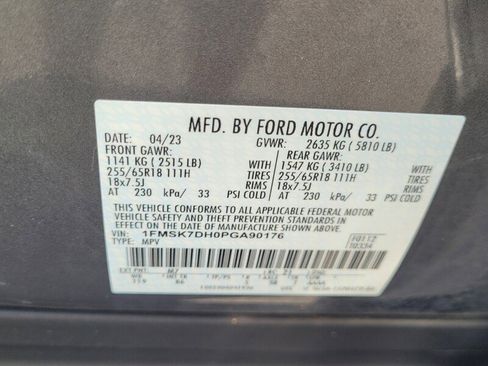 MFD. BY FORD MOTOR CO.
DATE: 04/23 GVWR: 2635 KG ( 5810 LB)
FRONT GAWR: REAR GAWR:
1141 KG ( 2515 LB) 1547 KG ( 3410 LB)
255/65R18 111H TIRES 255/65R18 111H TIRES
18x7.5J RIMS 18x7.5J RIMS
AT 230 kPa/ 33 PSI COLD AT 230 kPa/ 33 PSI COLD
THIS VEHICLE CONFORMS TO ALL APPLICABLE FEDERAL MOTOR
VEHICLE SAFETY AND BUMPER STANDARDS IN EFFECT ON THE
DATE OF MANUFACTURE SHOWN ABOVE.
VIN: 1FMSK7DH0PGA90176
TYPE: MPV
EXT PNT: M7